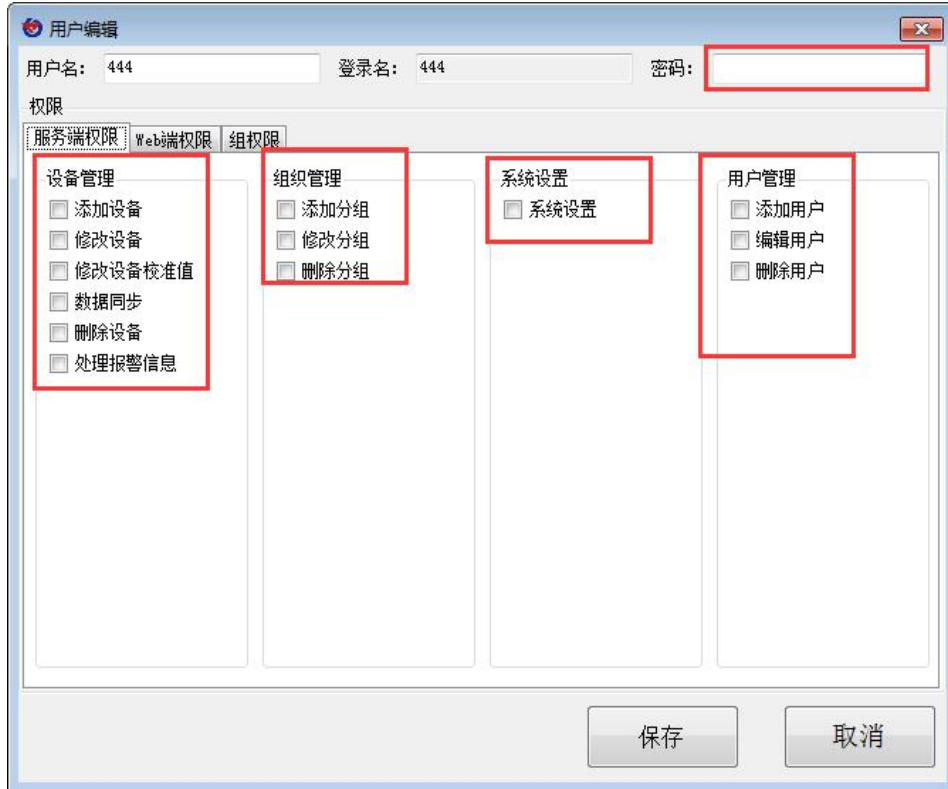 用户编辑
用户名: 444 登录名: 444 密码:
权限
服务端权限 Web端权限 组权限
设备管理 组织管理 系统设置 用户管理
添加设备 添加分组 系统设置 添加用户
修改设备 修改分组 编辑用户
修改设备校准值 删除分组 删除用户
数据同步
删除设备
处理报警信息
保存 取消